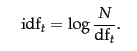 idf_t = log N/df_t.